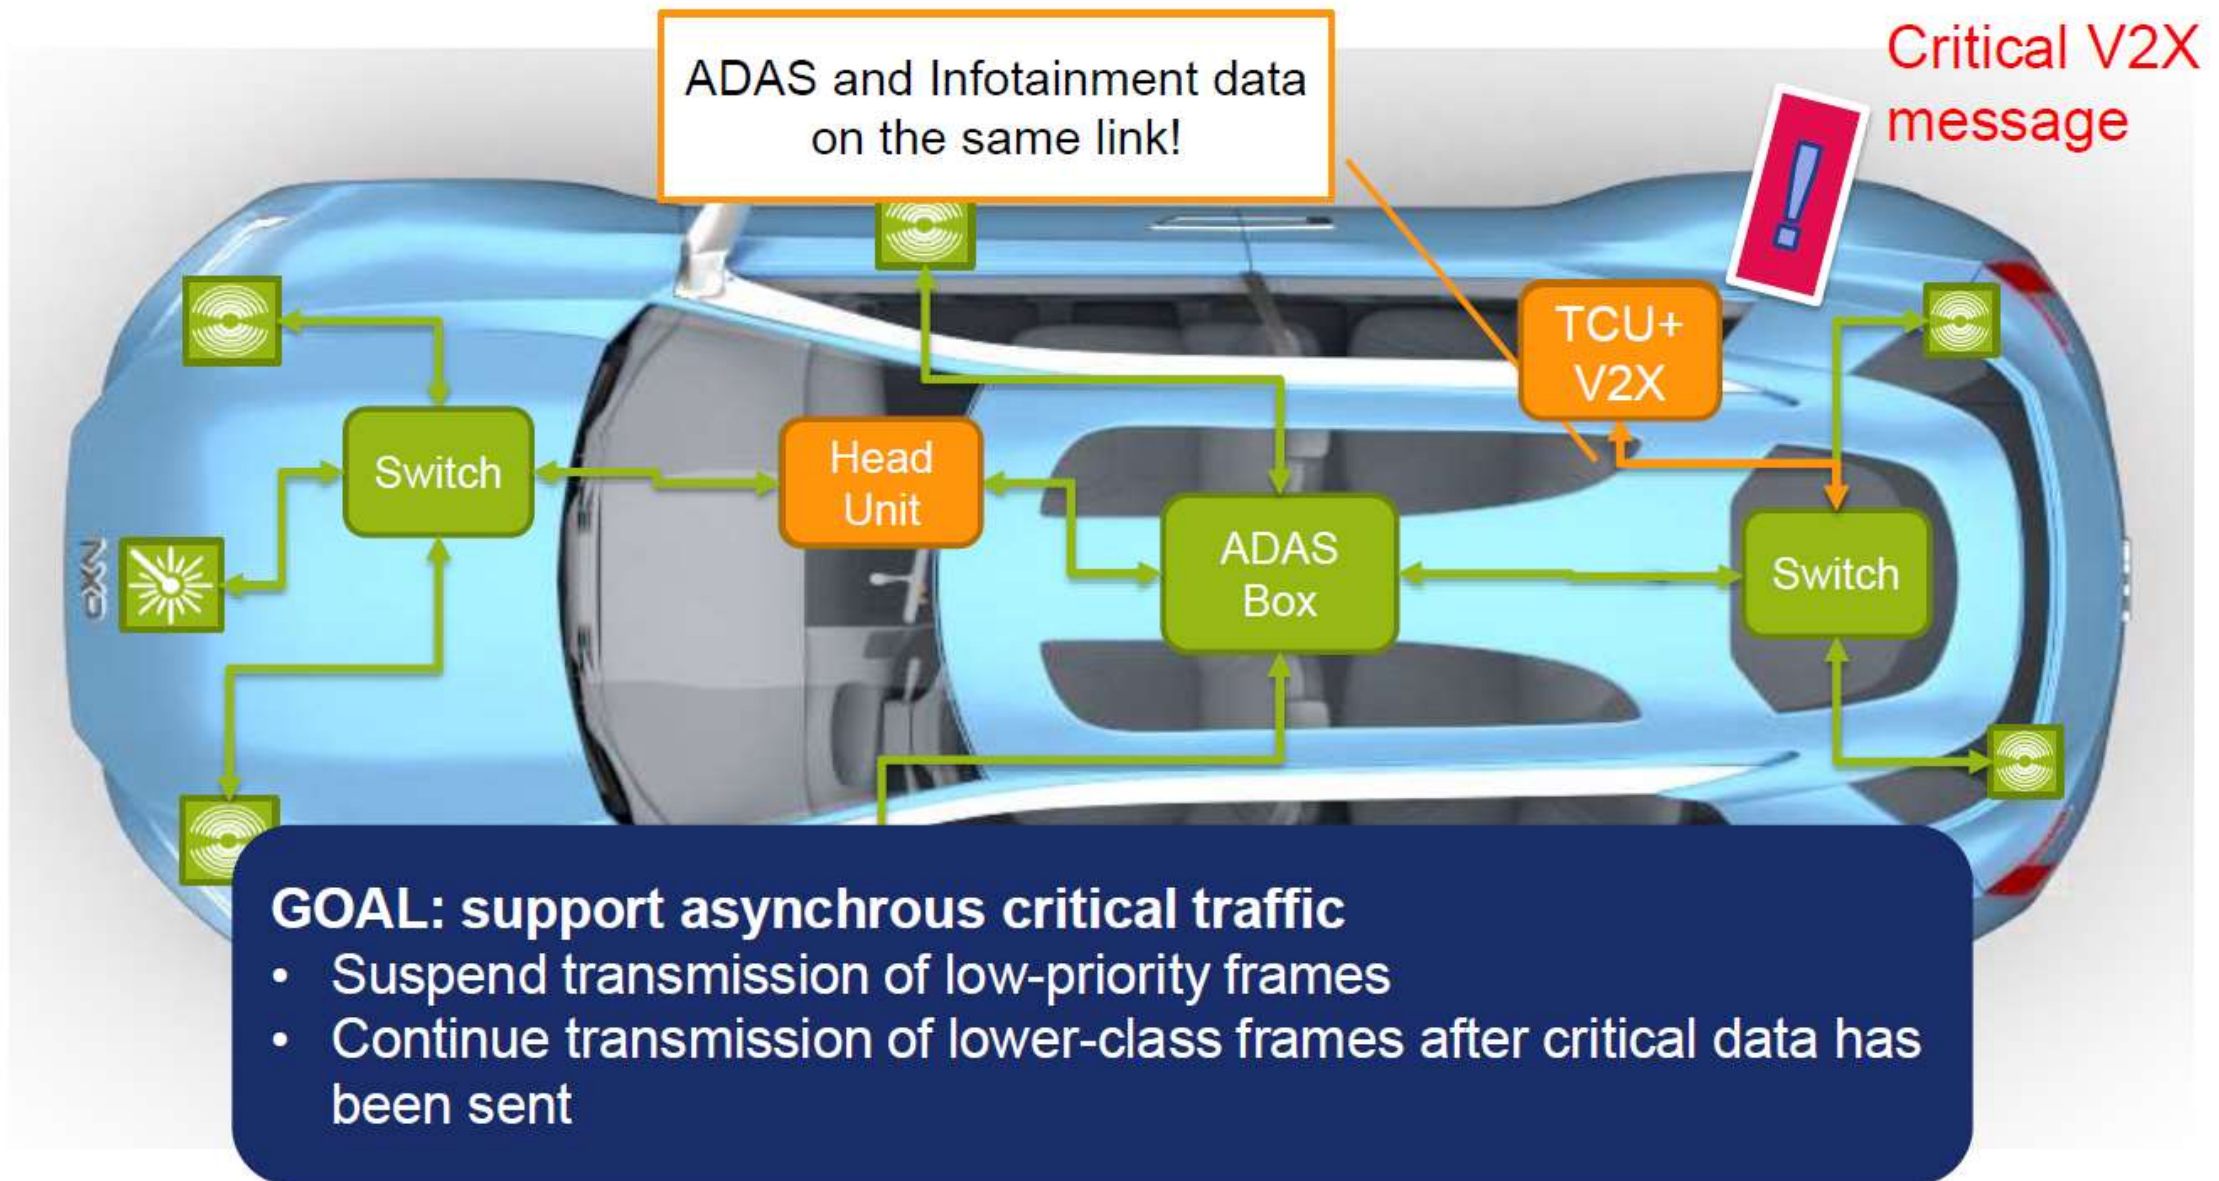 ADAS and Infotainment data
on the same link!
Critical V2X
message
!
TCU+
V2X
Head
Unit
Switch
ADAS
Box
Switch
NXP
GOAL: support asynchrous critical traffic
• Suspend transmission of low-priority frames
• Continue transmission of lower-class frames after critical data has
been sent